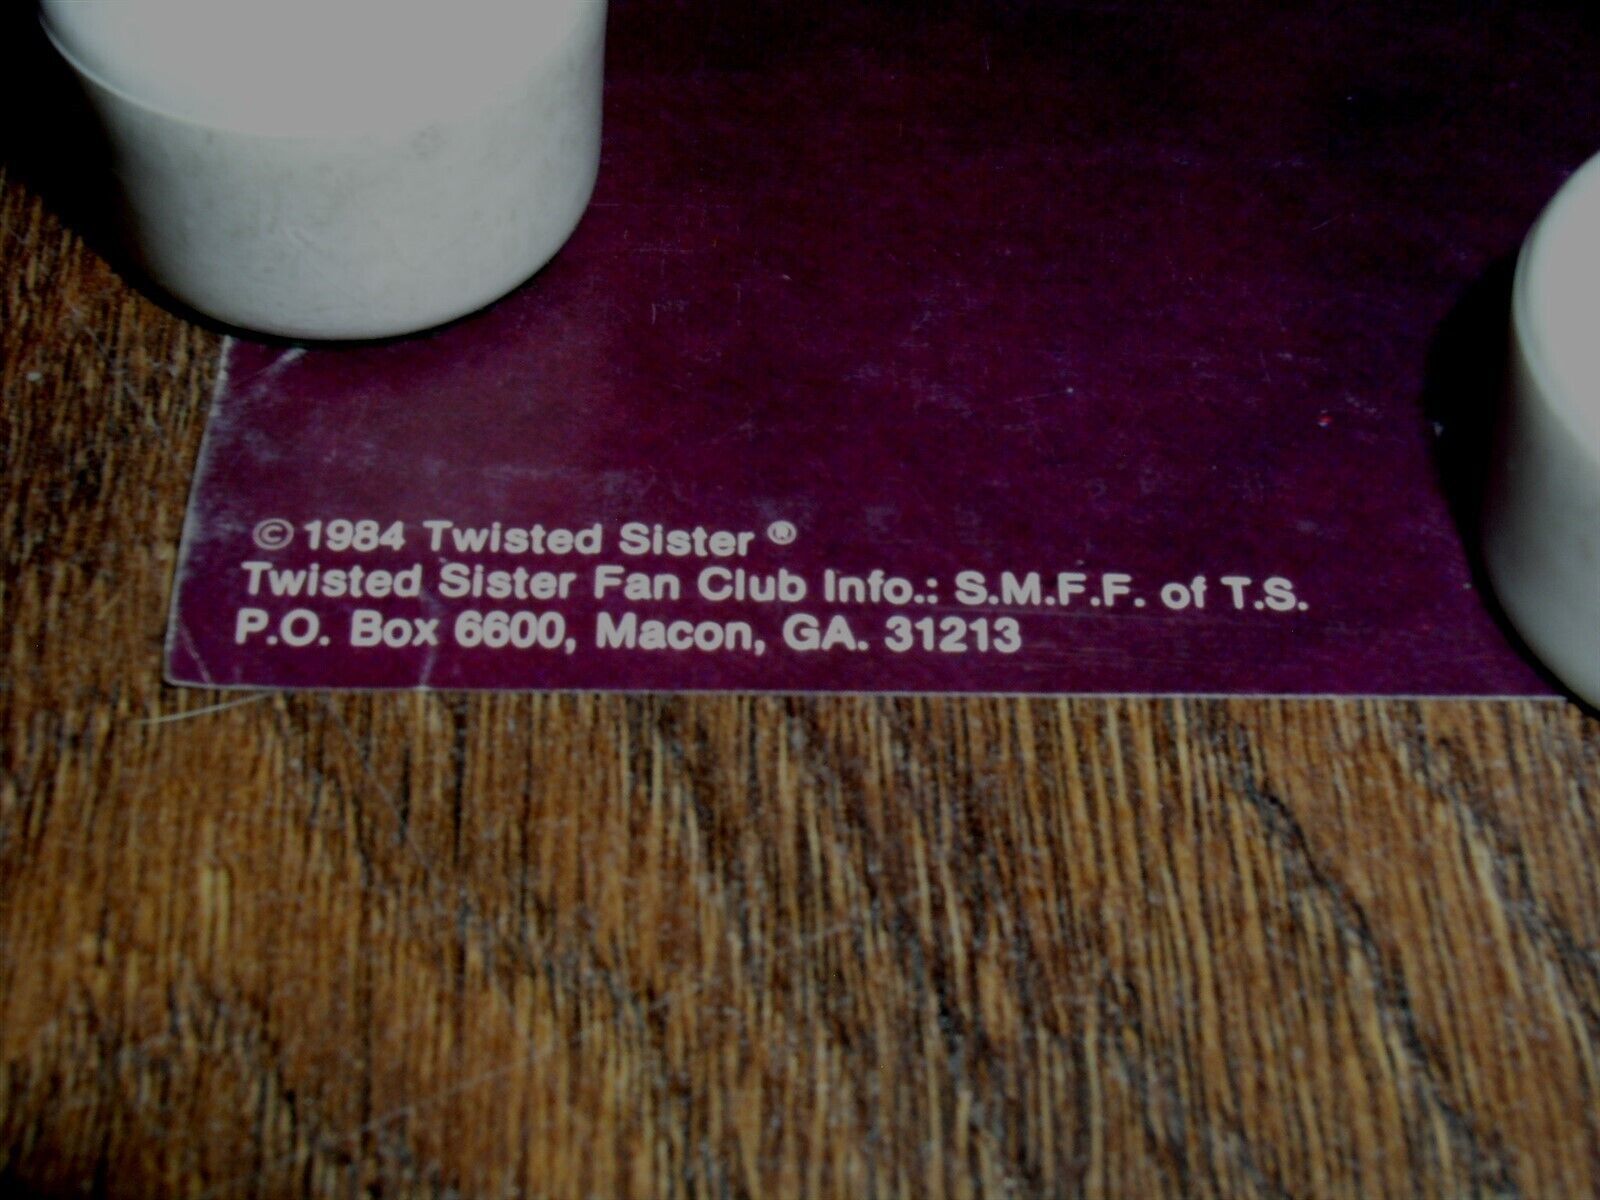 © 1984 Twisted Sister ®
Twisted Sister Fan Club Info.: S.M.F.F. of T.S.
P.O. Box 6600, Macon, GA. 31213